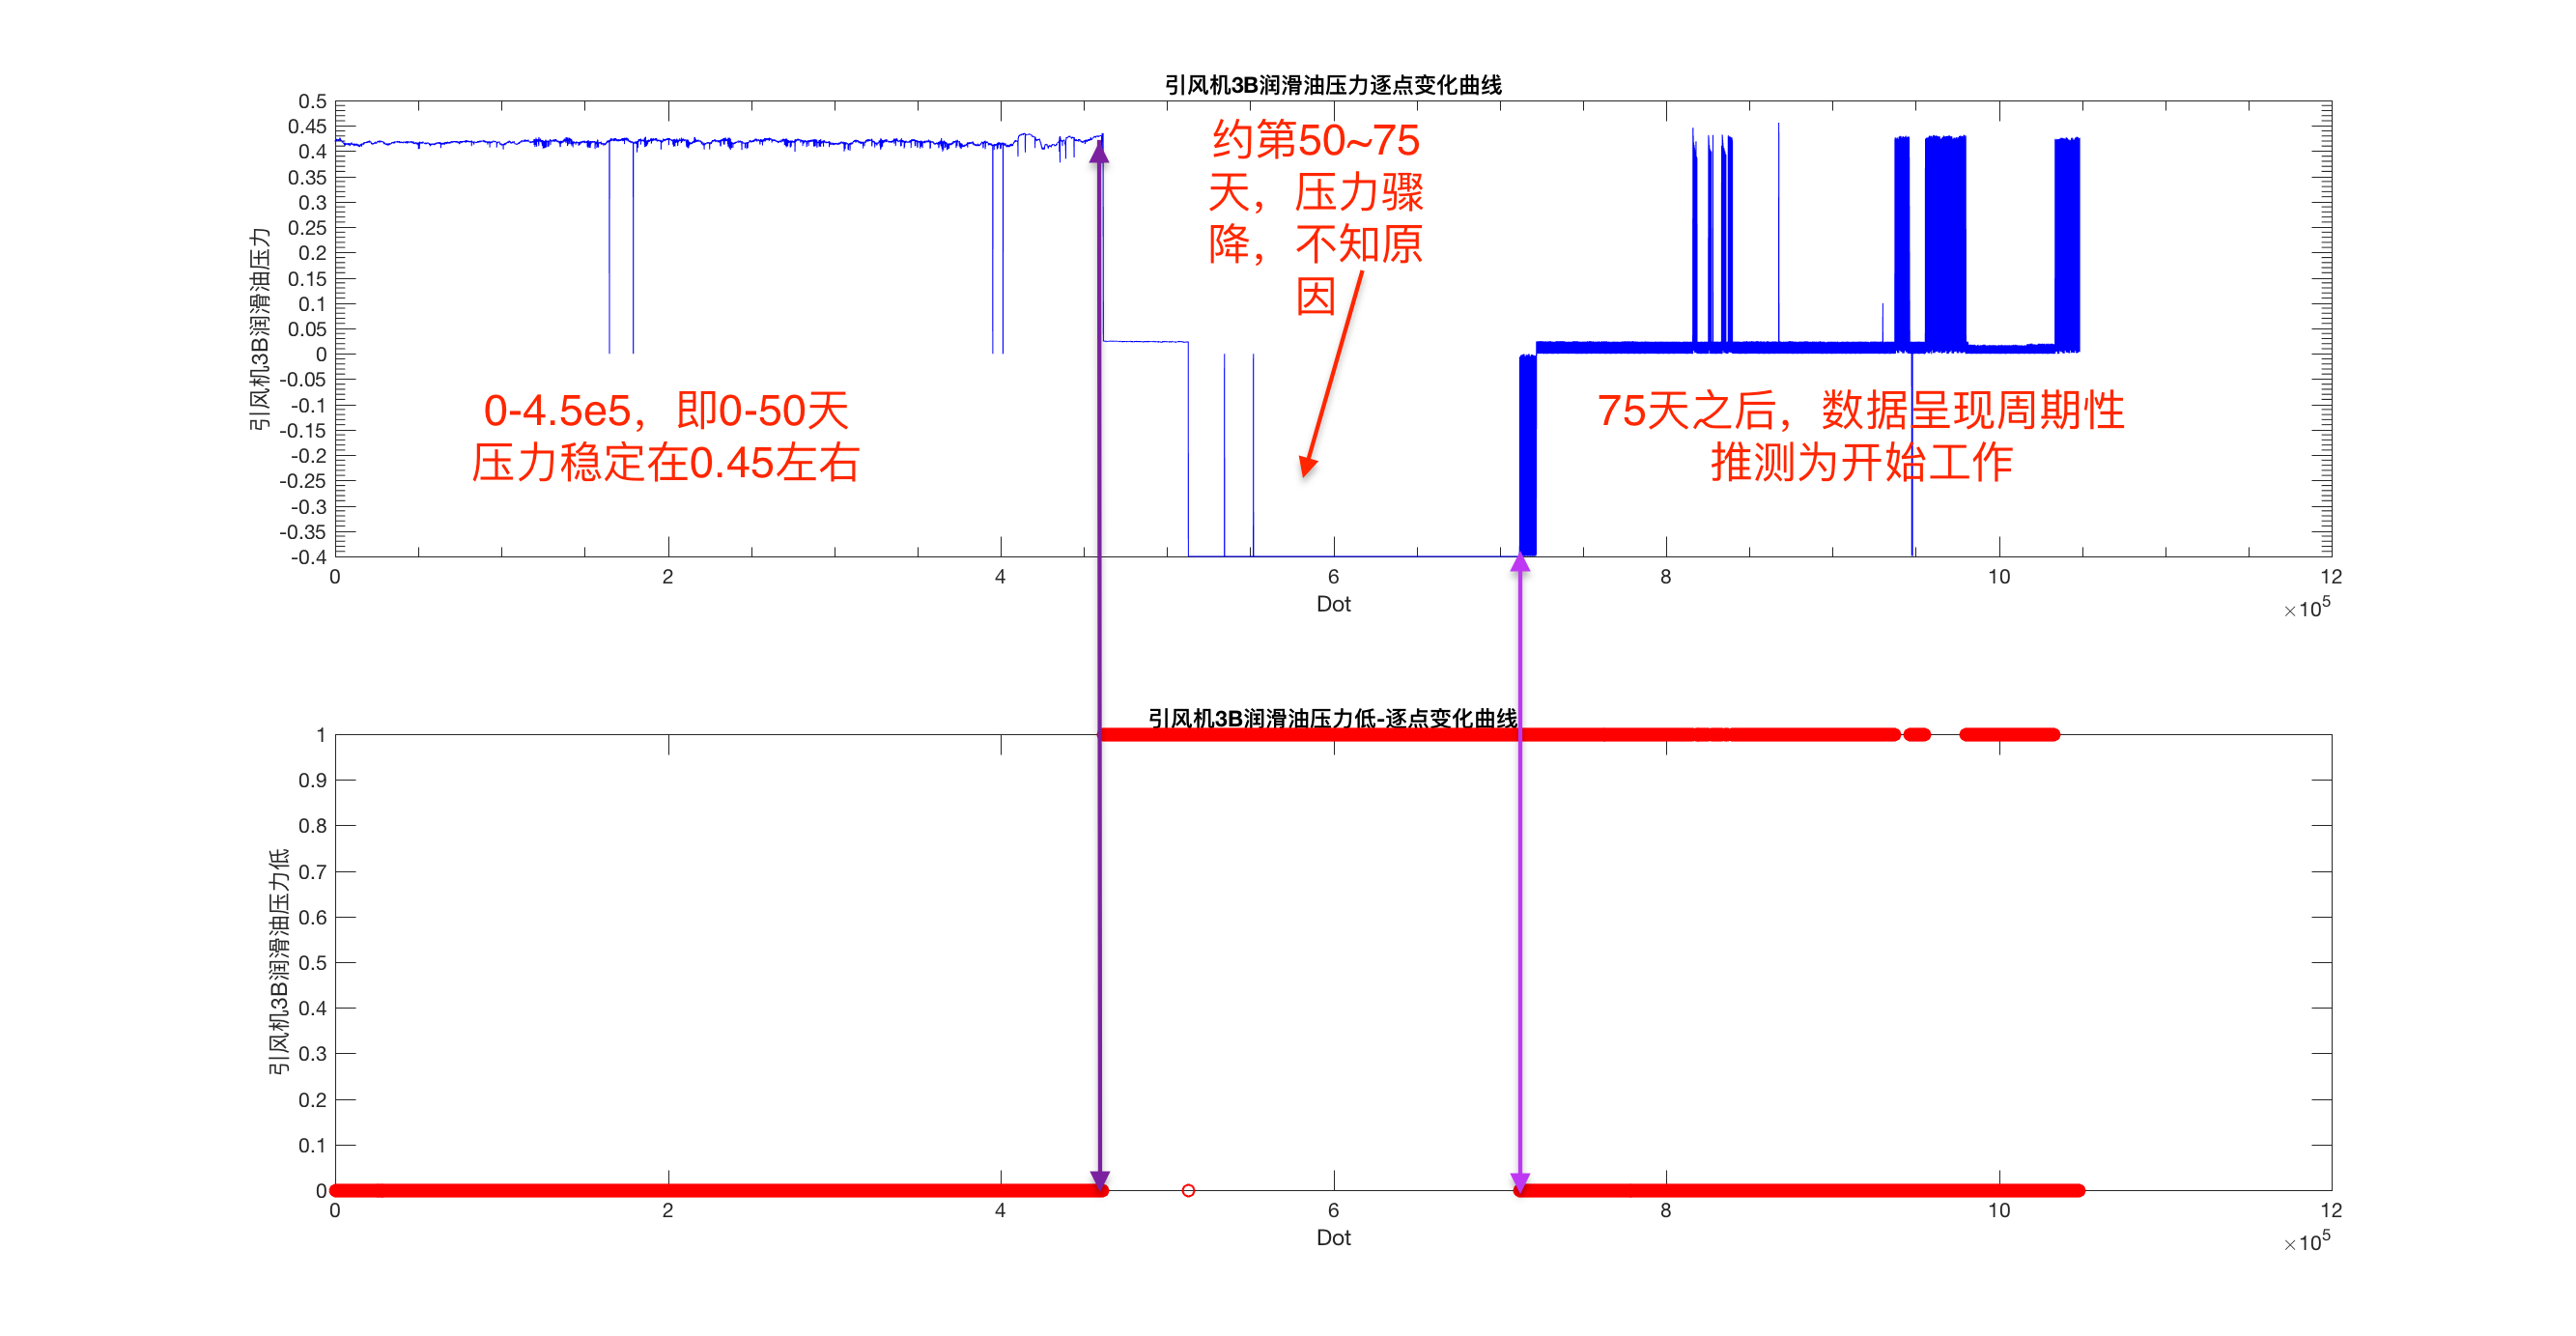 引风机3B润滑油压力逐点变化曲线
引风机3B润滑油压力
0.5
0.45
0.4
0.35
0.3
0.25
0.2
0.15
0.1
0.05
0
-0.05
-0.1
-0.15
-0.2
-0.25
-0.3
-0.35
-0.4
约第50~75
天，压力骤
降，不知原
因
0-4.5e5，即0-50天
压力稳定在0.45左右
75天之后，数据呈现周期性
推测为开始工作
0 2 4 6 8 10 12
Dot
×10⁵
引风机3B润滑油压力低-逐点变化曲线
引风机3B润滑油压力低
1
0.9
0.8
0.7
0.6
0.5
0.4
0.3
0.2
0.1
0
0 2 4 6 8 10 12
Dot
×10⁵